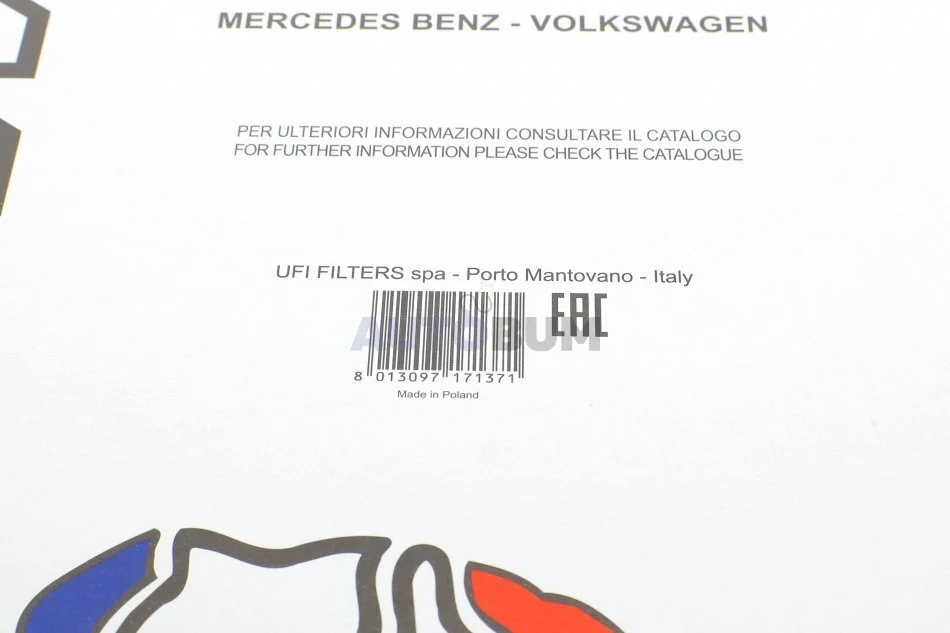 MERCEDES BENZ - VOLKSWAGEN
PER ULTERIORI INFORMAZIONI CONSULTARE IL CATALOGO
FOR FURTHER INFORMATION PLEASE CHECK THE CATALOGUE
UFI FILTERS spa - Porto Mantovano - Italy
EAC
AUTOBUM
8 013097 171371
Made in Poland